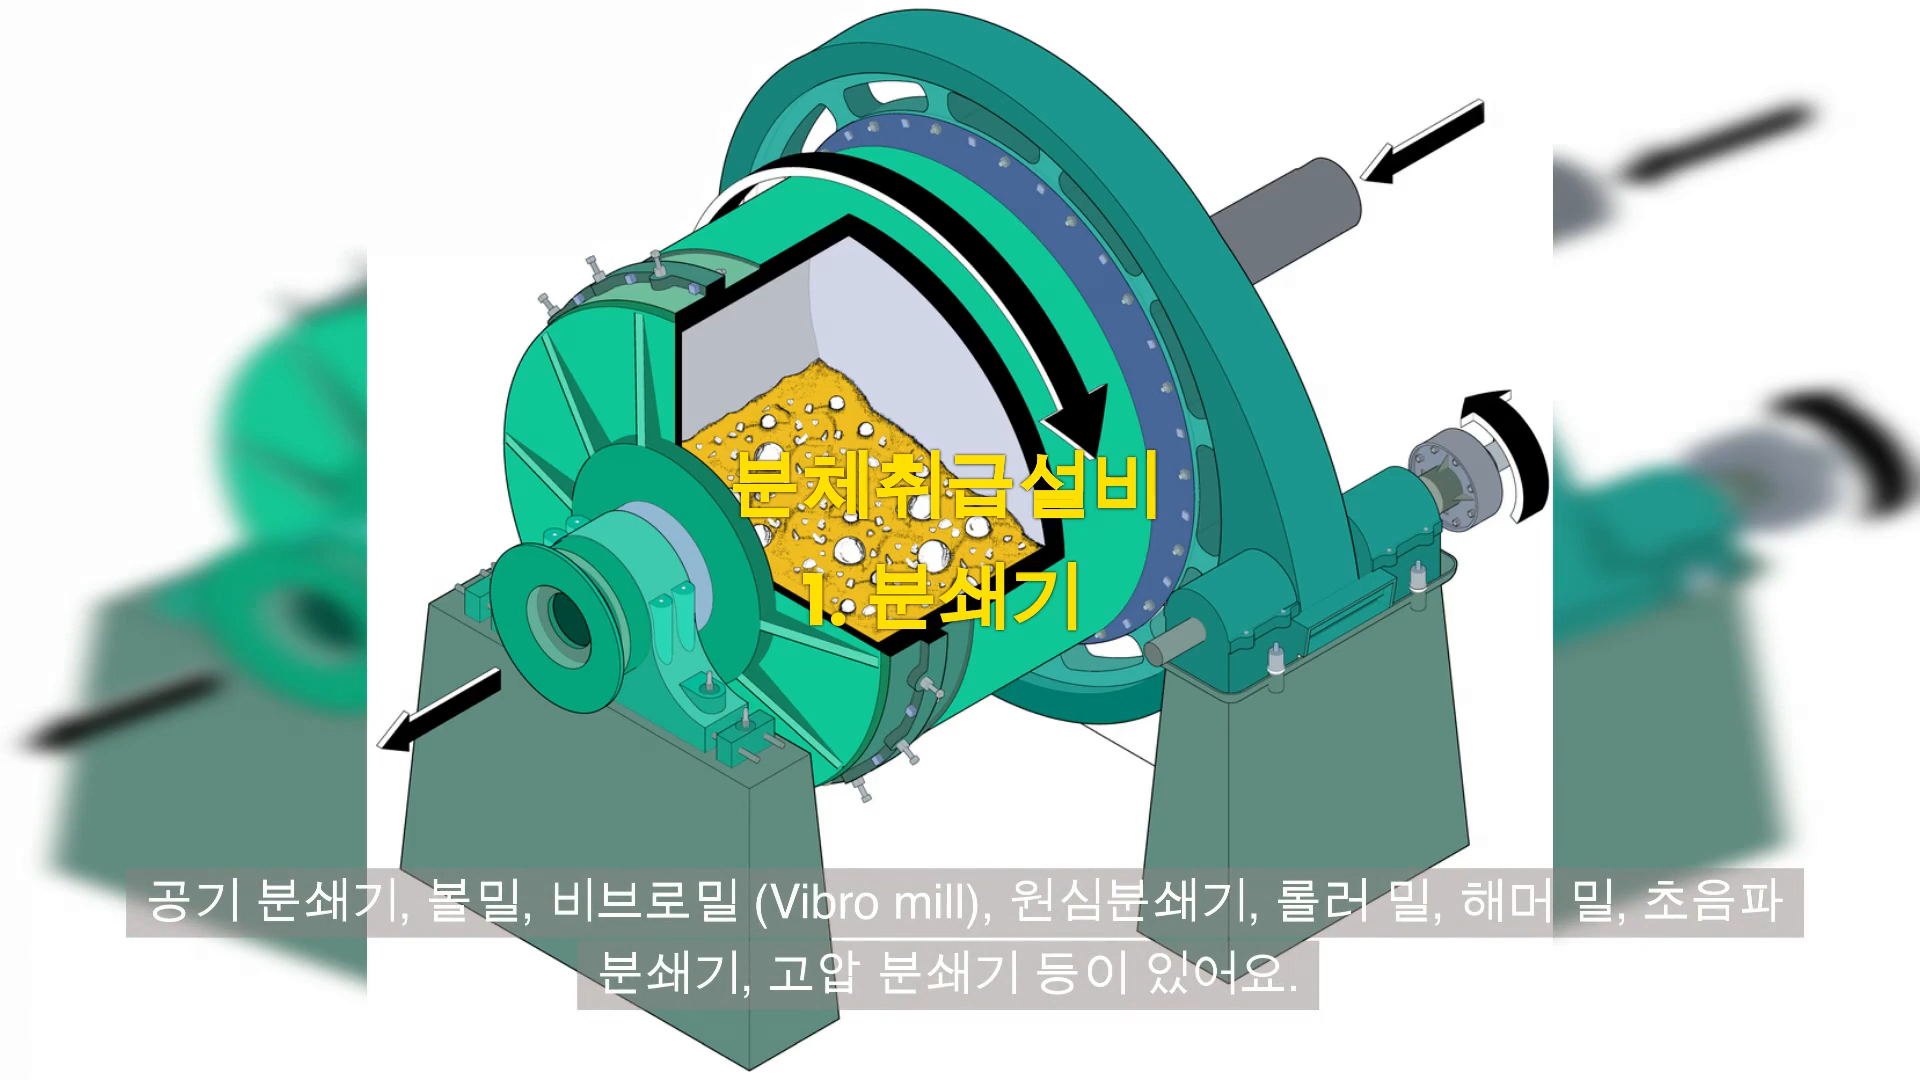 분체취급설비
1. 분쇄기
공기 분쇄기, 볼밀, 비브로밀 (Vibro mill), 원심분쇄기, 롤러 밀, 해머 밀, 초음파
분쇄기, 고압 분쇄기 등이 있어요.